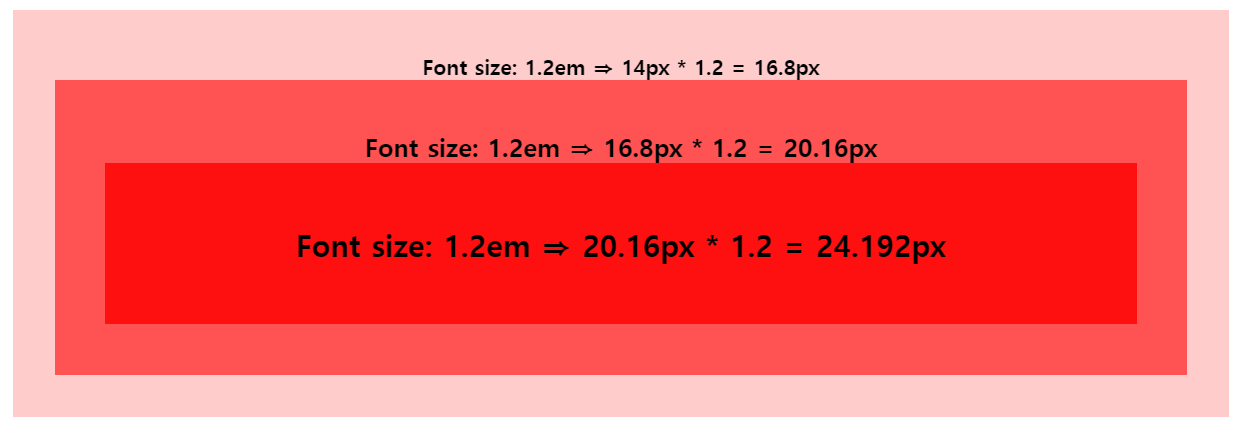 Font size: 1.2em ⇒ 14px * 1.2 = 16.8px
Font size: 1.2em ⇒ 16.8px * 1.2 = 20.16px
Font size: 1.2em ⇒ 20.16px * 1.2 = 24.192px